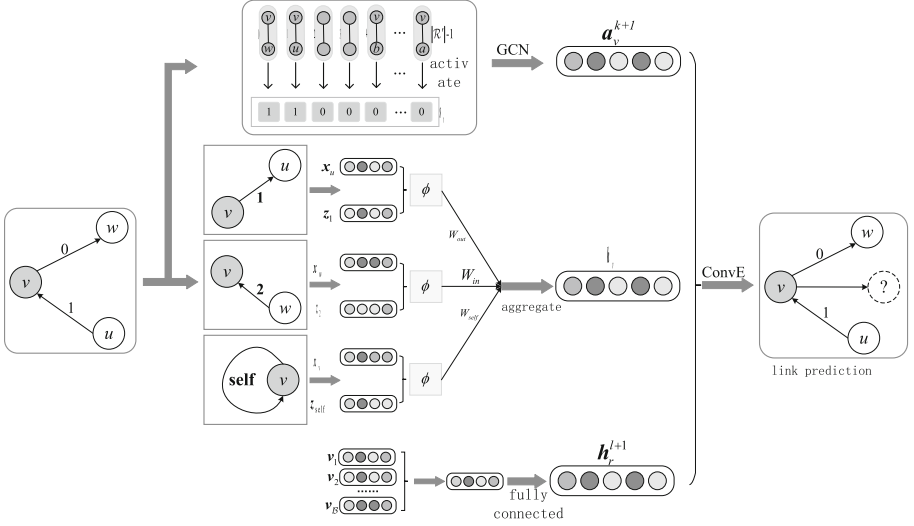 v v v v
w u b ... a |R|-1
activ
ate
...
1 1 0 0 0 ... 0
GCN
a_v^{k+1}
u
v
1
x_u
z_1
ϕ
W_out
w
0
v
1
u
v
2
w
ϕ
W_in
aggregate
W_self
self
v
z_self
ϕ
ConvE
w
0
v
?
1
u
link prediction
v_1
v_2
......
v_B
fully
connected
h_r^{l+1}